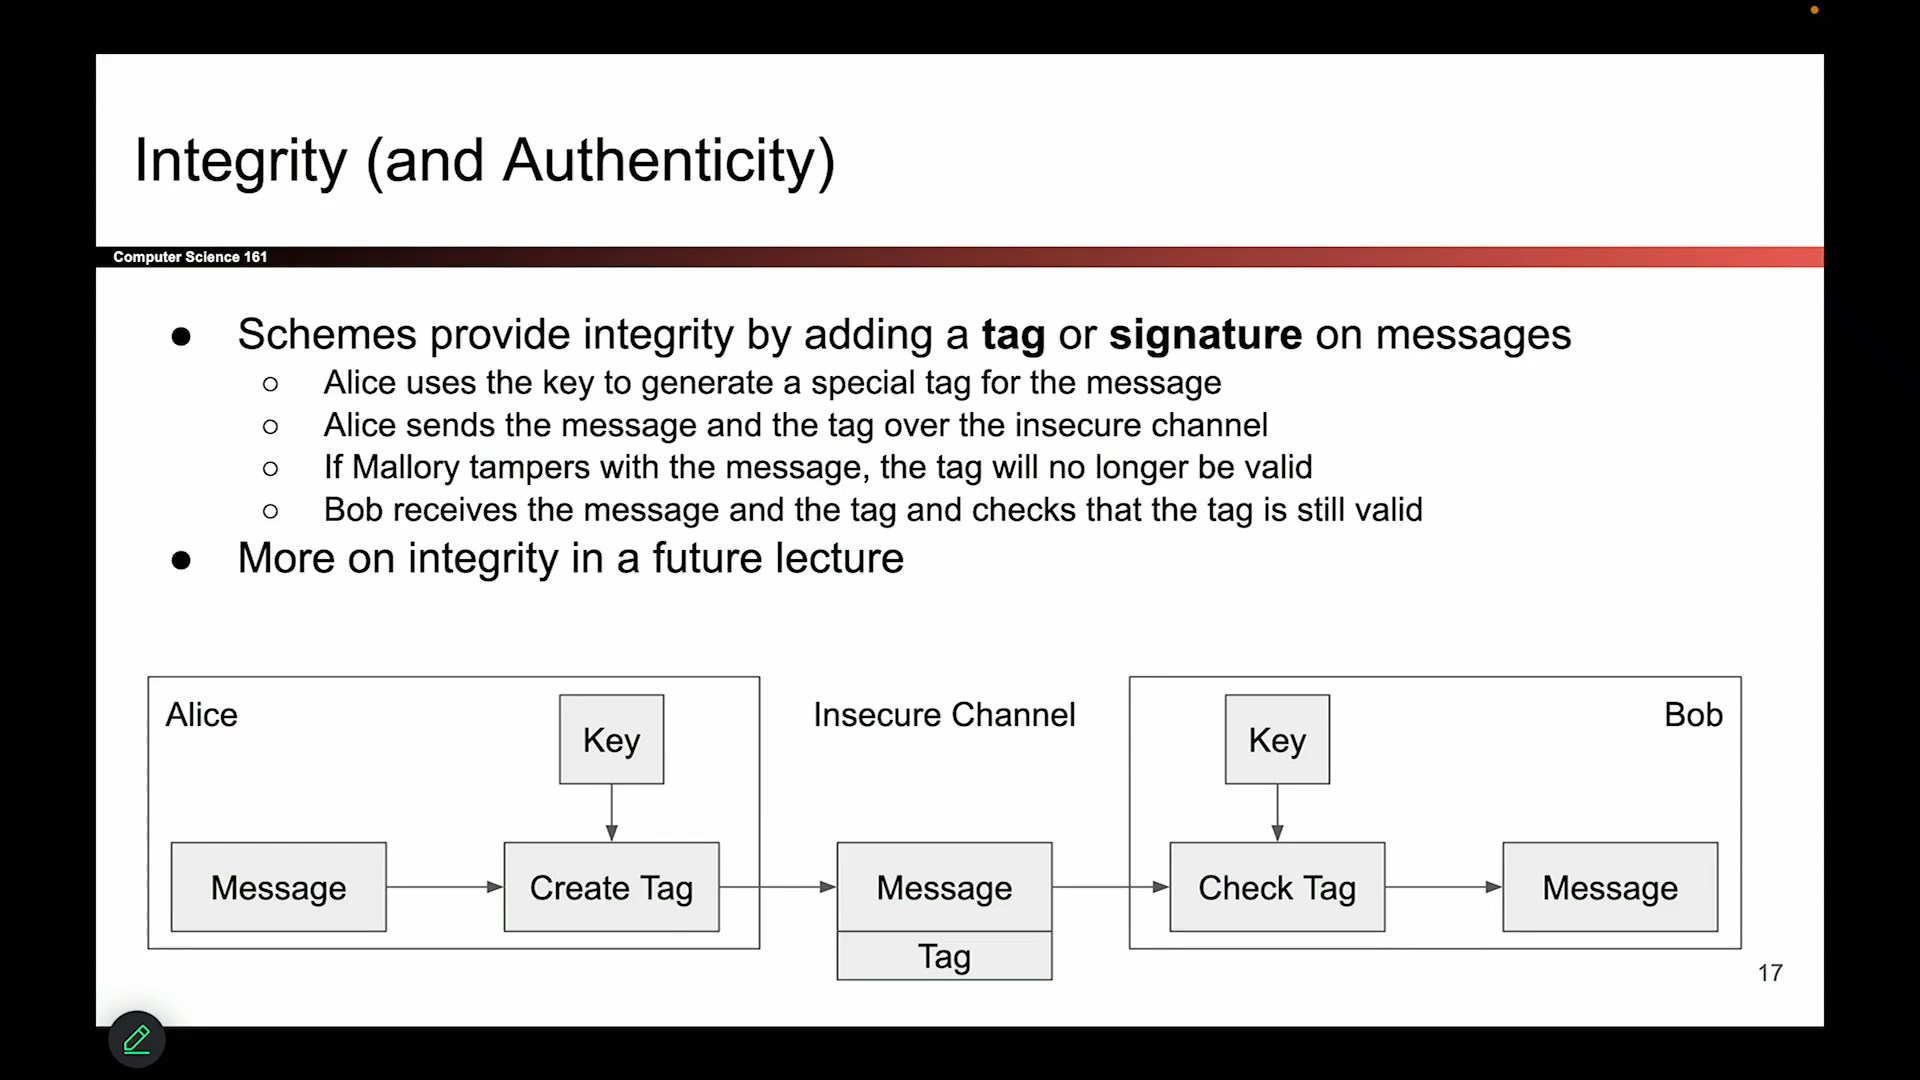 Integrity (and Authenticity)
Computer Science 161
● Schemes provide integrity by adding a tag or signature on messages
○ Alice uses the key to generate a special tag for the message
○ Alice sends the message and the tag over the insecure channel
○ If Mallory tampers with the message, the tag will no longer be valid
○ Bob receives the message and the tag and checks that the tag is still valid
● More on integrity in a future lecture
Alice
Key
Message
Create Tag
Insecure Channel
Message
Tag
Bob
Key
Check Tag
Message
17